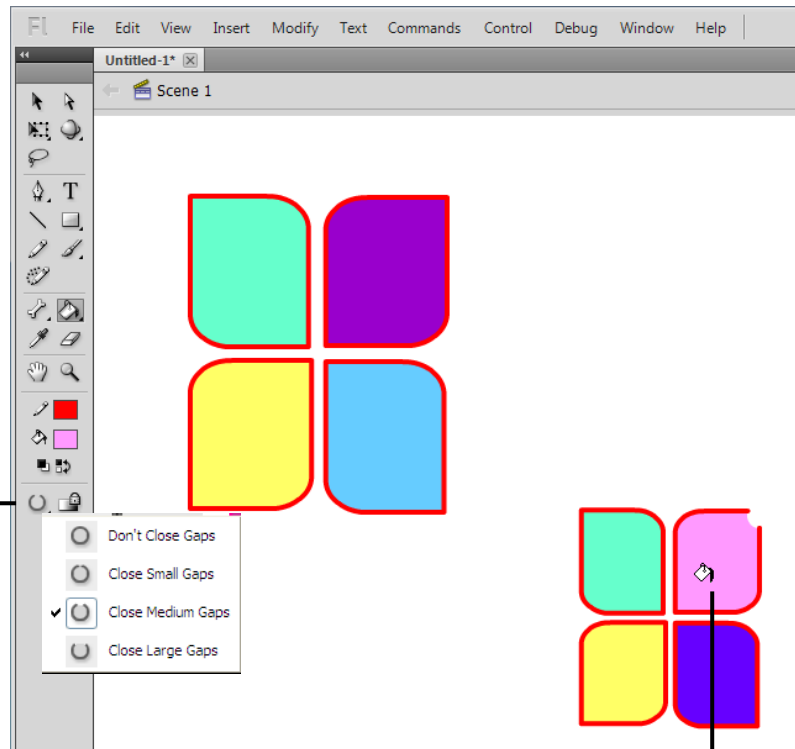 Fl File Edit View Insert Modify Text Commands Control Debug Window Help
Untitled-1*
Scene 1
T
Don't Close Gaps
Close Small Gaps
Close Medium Gaps
Close Large Gaps